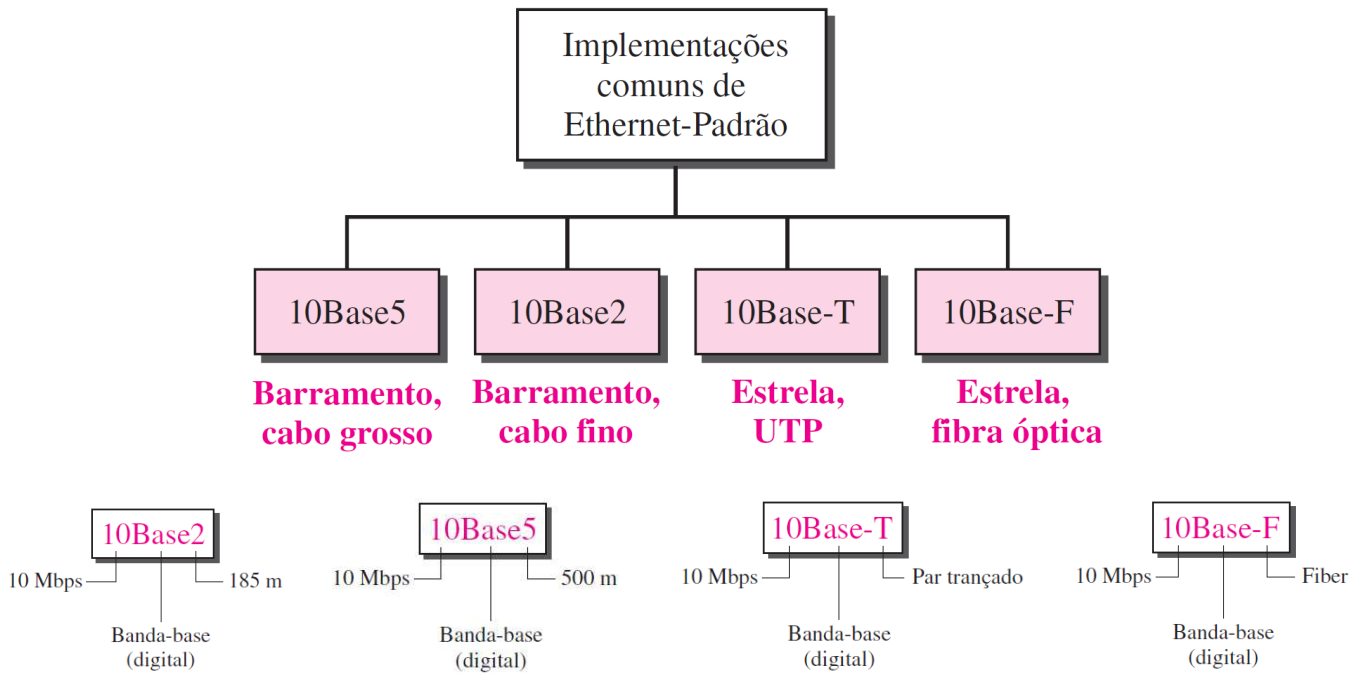 Implementações
comuns de
Ethernet-Padrão
10Base5
10Base2
10Base-T
10Base-F
Barramento,
cabo grosso
Barramento,
cabo fino
Estrela,
UTP
Estrela,
fibra óptica
10Base2
10 Mbps
185 m
Banda-base
(digital)
10Base5
10 Mbps
500 m
Banda-base
(digital)
10Base-T
10 Mbps
Par trançado
Banda-base
(digital)
10Base-F
10 Mbps
Fiber
Banda-base
(digital)